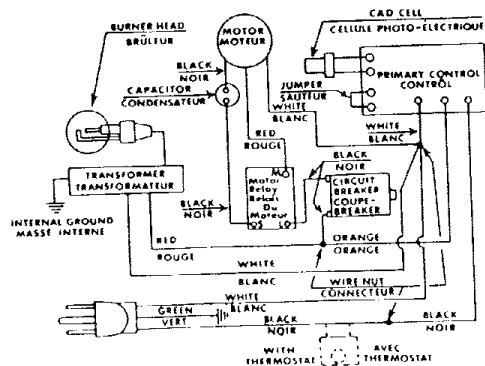 BURNER HEAD
BRÛLEUR
MOTOR
MOTEUR
CAD CELL
CELLULE PHOTO-ELECTRIQUE
BLACK
NOIR
CAPACITOR
CONDENSATEUR
JUMPER
SAUTEUR
PRIMARY CONTROL
CONTRÔL
WHITE
BLANC
RED
ROUGE
WHITE
BLANC
TRANSFORMER
TRANSFORMATEUR
BLACK
NOIR
M
Motor
Relay
Relais
Du
Moteur
S
L
CIRCUIT
BREAKER
COUPE-
BREAKER
INTERNAL GROUND
MASSE INTERNE
BLACK
NOIR
RED
ROUGE
ORANGE
ORANGE
WHITE
BLANC
WIRE NUT
CONNECTEUR
WHITE
BLANC
GREEN
VERT
BLACK
NOIR
BLACK
NOIR
WITH
THERMOSTAT
AVEC
THERMOSTAT